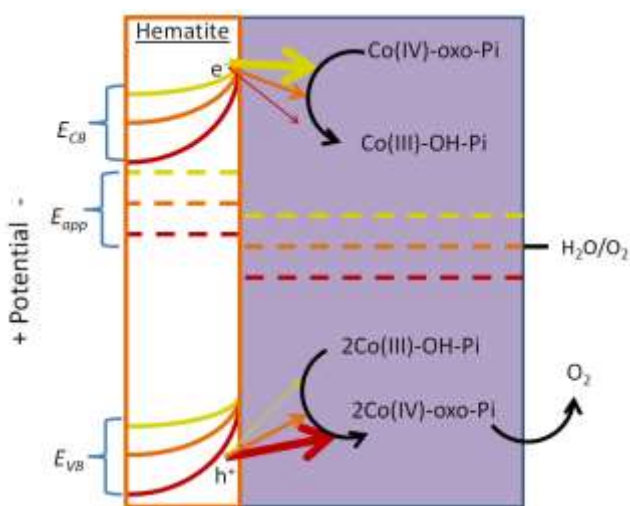 Hematite
e⁻
Co(IV)-oxo-Pi
E_CB
Co(III)-OH-Pi
E_app
+ Potential -
H₂O/O₂
2Co(III)-OH-Pi
O₂
2Co(IV)-oxo-Pi
E_VB
h⁺